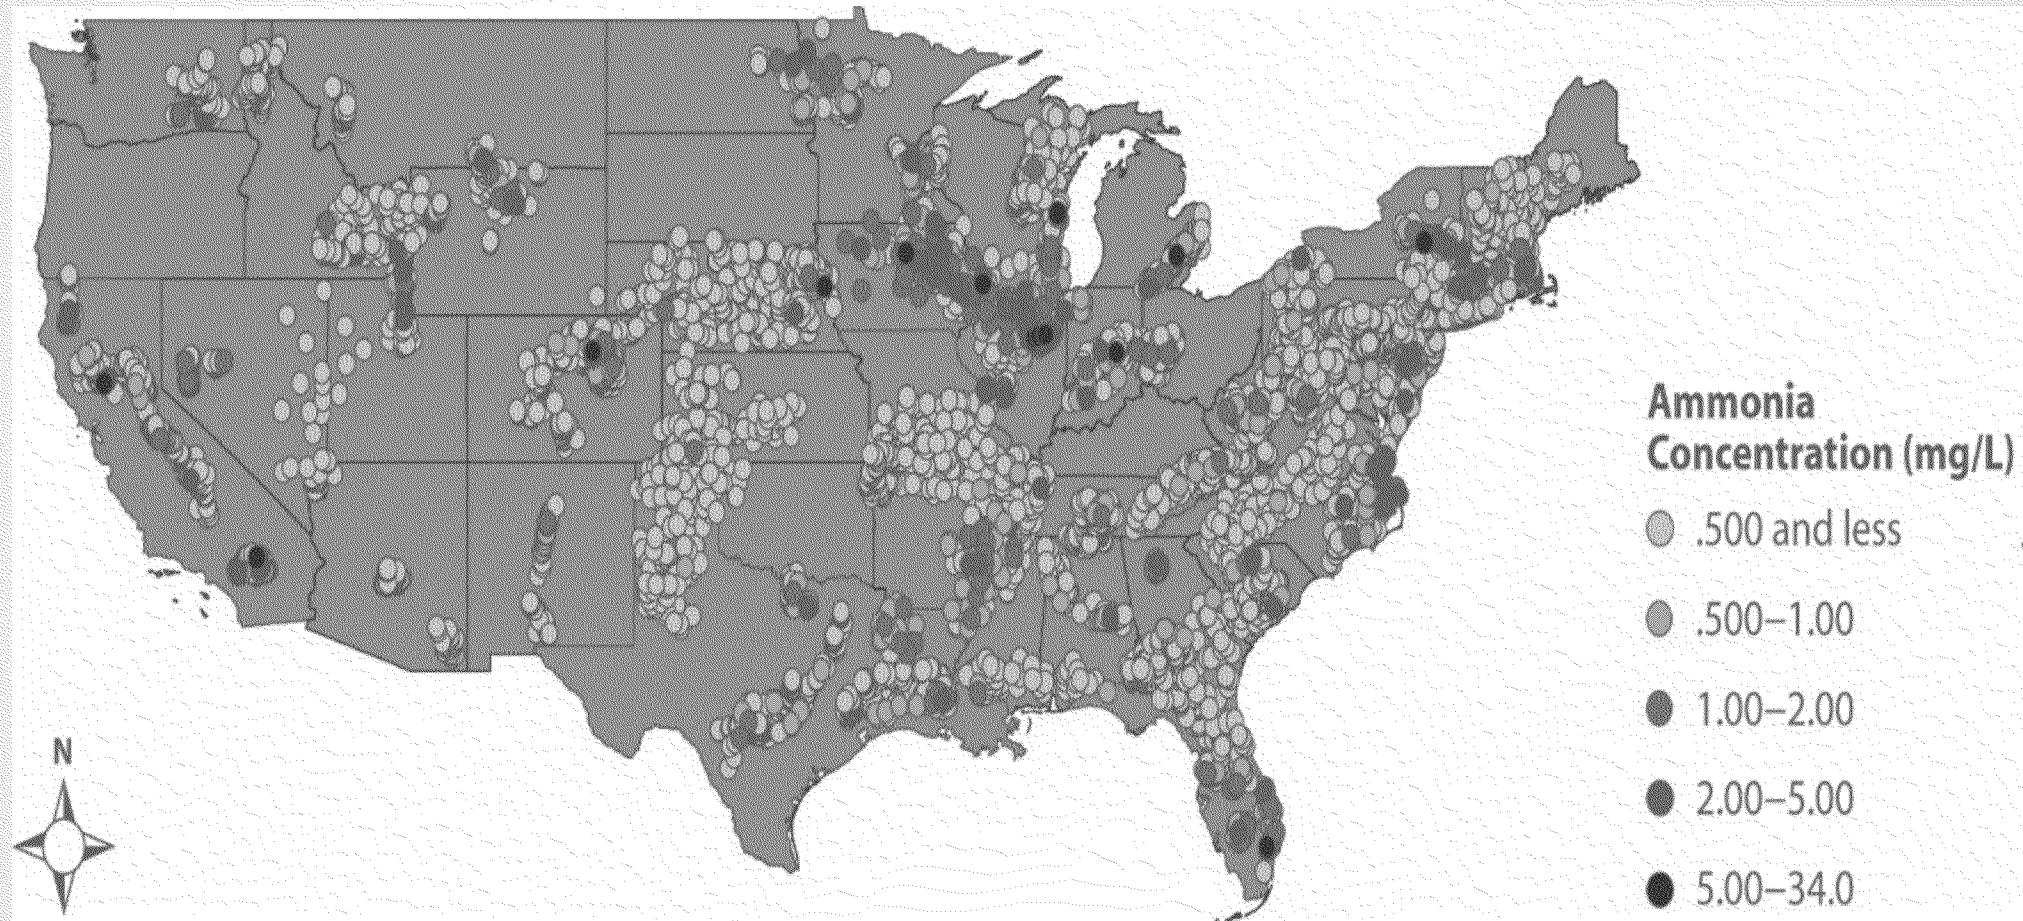 Ammonia
Concentration (mg/L)
.500 and less
.500–1.00
1.00–2.00
2.00–5.00
5.00–34.0
N